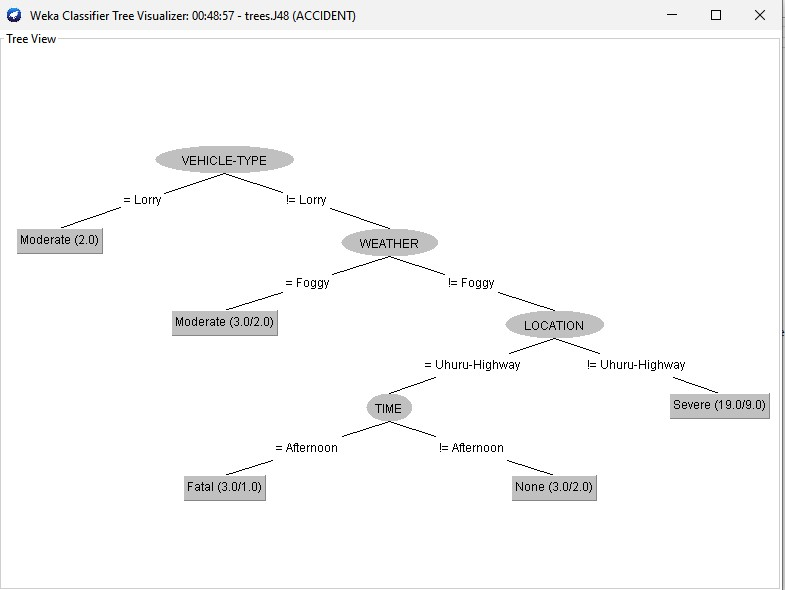 Weka Classifier Tree Visualizer: 00:48:57 - trees.J48 (ACCIDENT)
Tree View
VEHICLE-TYPE
= Lorry
!= Lorry
Moderate (2.0)
WEATHER
= Foggy
!= Foggy
Moderate (3.0/2.0)
LOCATION
= Uhuru-Highway
!= Uhuru-Highway
TIME
Severe (19.0/9.0)
= Afternoon
!= Afternoon
Fatal (3.0/1.0)
None (3.0/2.0)